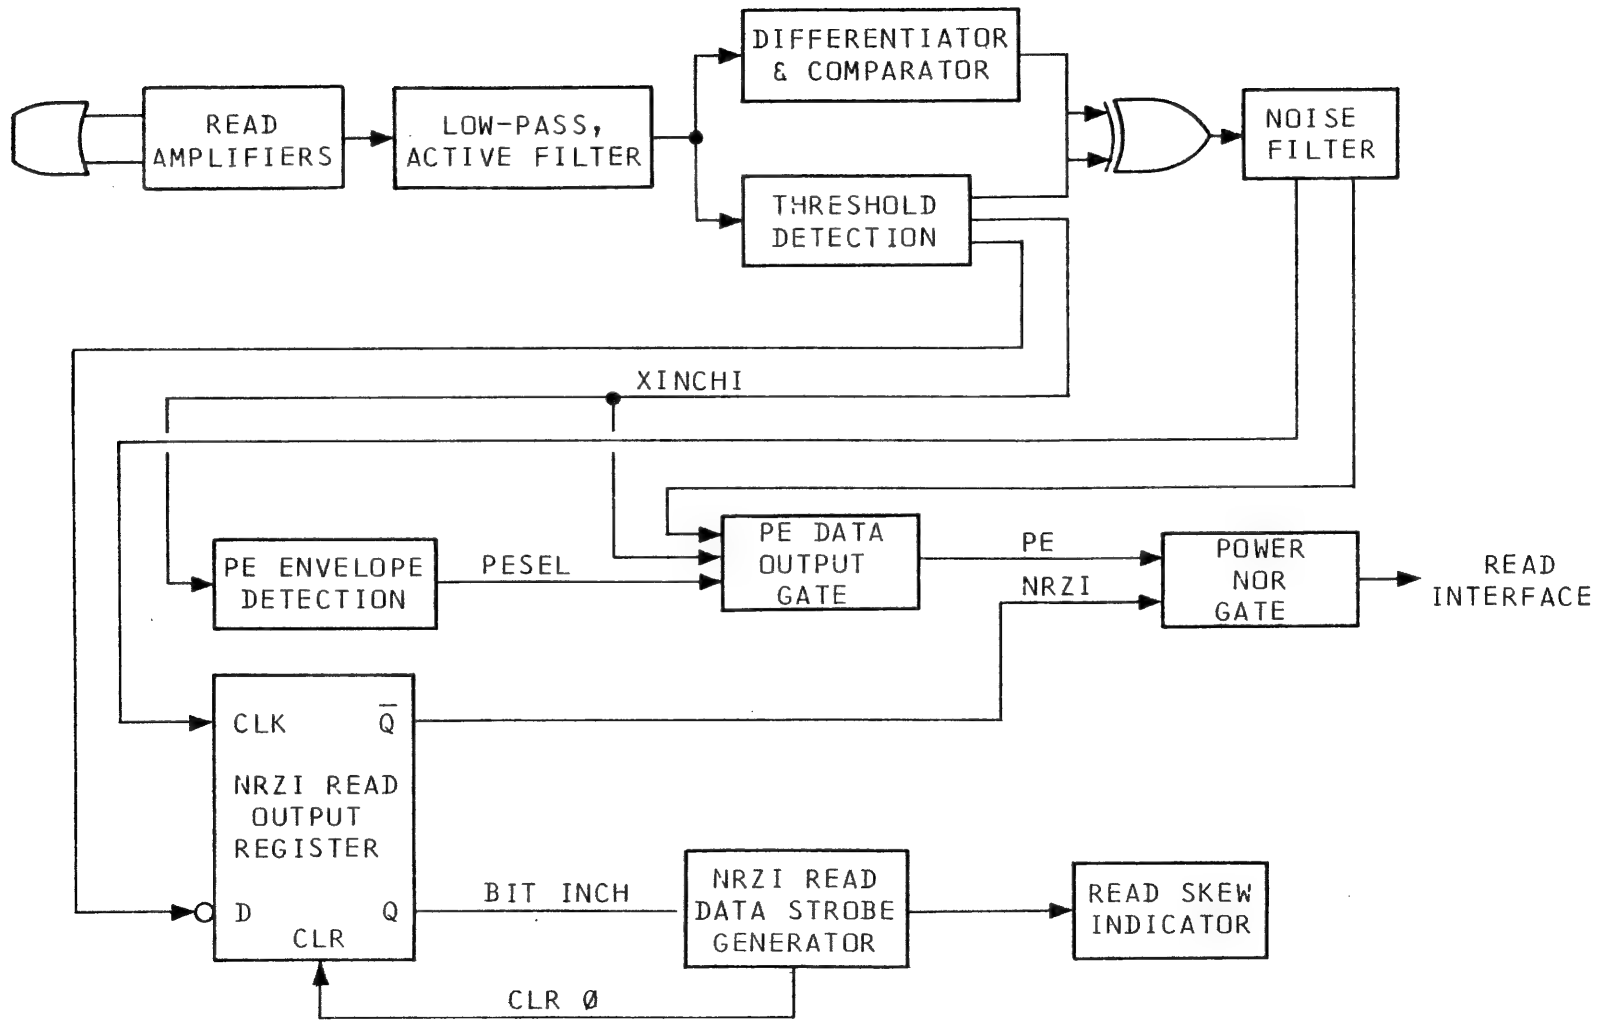 DIFFERENTIATOR
& COMPARATOR
READ
AMPLIFIERS
LOW-PASS,
ACTIVE FILTER
NOISE
FILTER
THRESHOLD
DETECTION
XINCHI
PE ENVELOPE
DETECTION
PESEL
PE DATA
OUTPUT
GATE
PE
NRZI
POWER
NOR
GATE
READ
INTERFACE
CLK
Q̅
NRZI READ
OUTPUT
REGISTER
D
Q
CLR
BIT INCH
NRZI READ
DATA STROBE
GENERATOR
READ SKEW
INDICATOR
CLR Ø